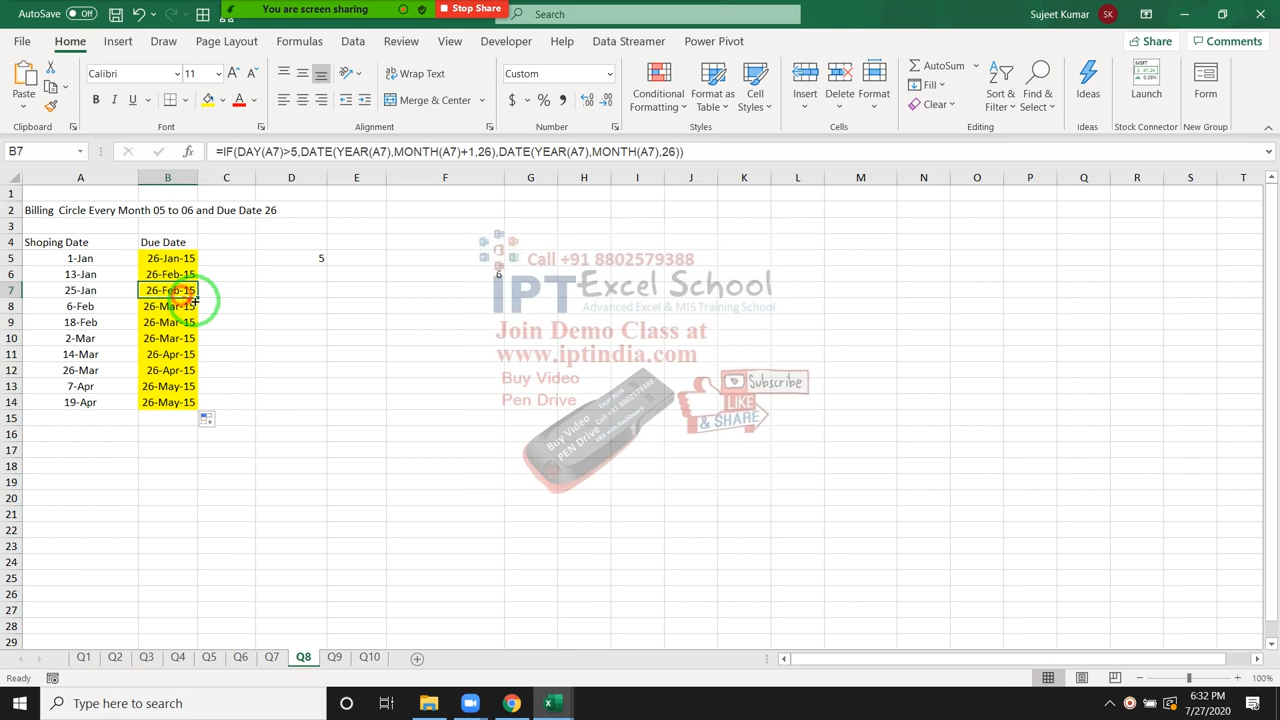 AutoSave Off
You are screen sharing
Stop Share
Search
Sujeet Kumar
SK
File Home Insert Draw Page Layout Formulas Data Review View Developer Help Data Streamer Power Pivot
Share
Comments
Paste
Calibri 11
Wrap Text
Custom
B I U
Merge & Center
Conditional Formatting
Format as Table
Cell Styles
Insert
Delete
Format
AutoSum
Fill
Clear
Sort & Filter
Find & Select
Ideas
MSFT
Launch
Form
Clipboard
Font
Alignment
Number
Styles
Cells
Editing
Ideas
Stock Connector
New Group
B7
fx
=IF(DAY(A7)>5,DATE(YEAR(A7),MONTH(A7)+1,26),DATE(YEAR(A7),MONTH(A7),26))
A B C D E F G H I J K L M N O P Q R S T
1
2 Billing Circle Every Month 05 to 06 and Due Date 26
3
4 Shoping Date Due Date
5 1-Jan 26-Jan-15 5
6 13-Jan 26-Feb-15 6
7 25-Jan 26-Feb-15
8 6-Feb 26-Mar-15
9 18-Feb 26-Mar-15
10 2-Mar 26-Mar-15
11 14-Mar 26-Apr-15
12 26-Mar 26-Apr-15
13 7-Apr 26-May-15
14 19-Apr 26-May-15
15
16
17
18
19
20
21
22
23
24
25
26
27
28
29
Call +91 8802579388
IPT Excel School
Advanced Excel & MIS Training School
Join Demo Class at
www.iptindia.com
Buy Video
Pen Drive
Buy Video
PEN Drive
Call +91 8802579388
VBA with Dashboard
Subscribe
LIKE
& SHARE
Q1 Q2 Q3 Q4 Q5 Q6 Q7 Q8 Q9 Q10
Ready
100%
Type here to search
6:32 PM
7/27/2020